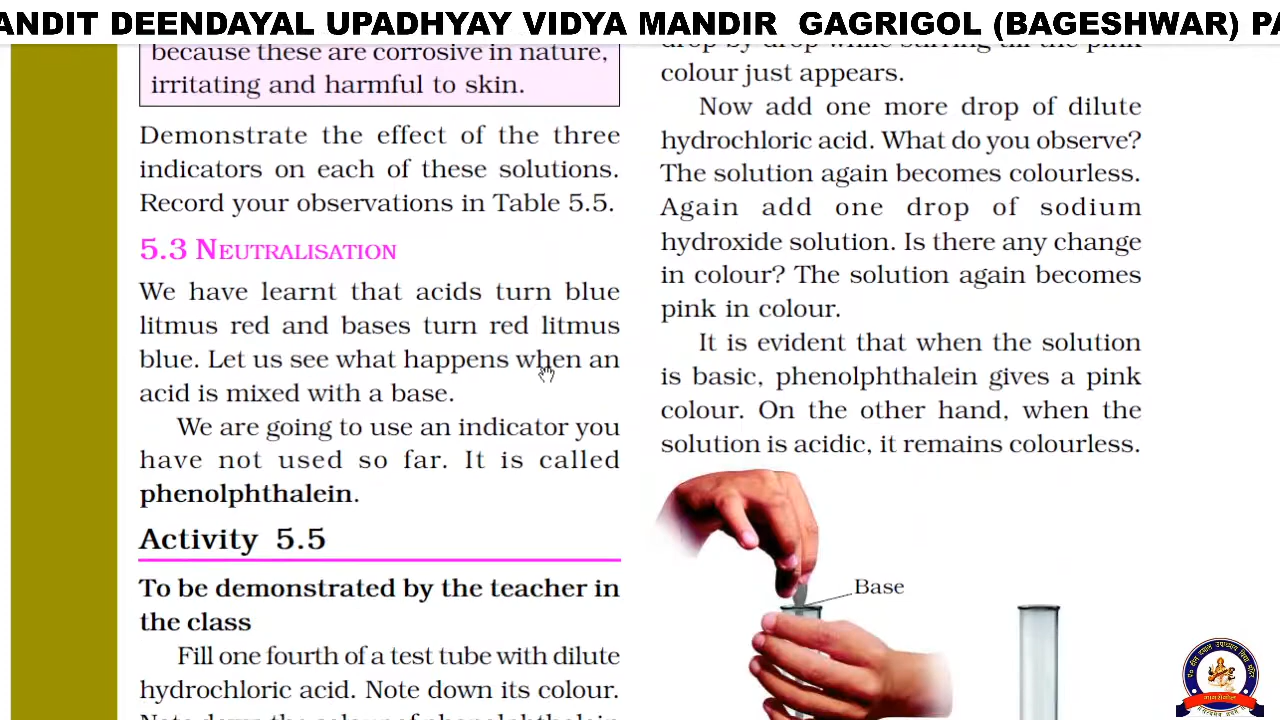 ANDIT DEENDAYAL UPADHYAY VIDYA MANDIR GAGRIGOL (BAGESHWAR) PA
because these are corrosive in nature,
irritating and harmful to skin.
Demonstrate the effect of the three
indicators on each of these solutions.
Record your observations in Table 5.5.
5.3 NEUTRALISATION
We have learnt that acids turn blue
litmus red and bases turn red litmus
blue. Let us see what happens when an
acid is mixed with a base.
We are going to use an indicator you
have not used so far. It is called
phenolphthalein.
Activity 5.5
To be demonstrated by the teacher in
the class
Fill one fourth of a test tube with dilute
hydrochloric acid. Note down its colour.
Note down the colour of phenolphthalein
drop by drop while stirring till the pink
colour just appears.
Now add one more drop of dilute
hydrochloric acid. What do you observe?
The solution again becomes colourless.
Again add one drop of sodium
hydroxide solution. Is there any change
in colour? The solution again becomes
pink in colour.
It is evident that when the solution
is basic, phenolphthalein gives a pink
colour. On the other hand, when the
solution is acidic, it remains colourless.
Base